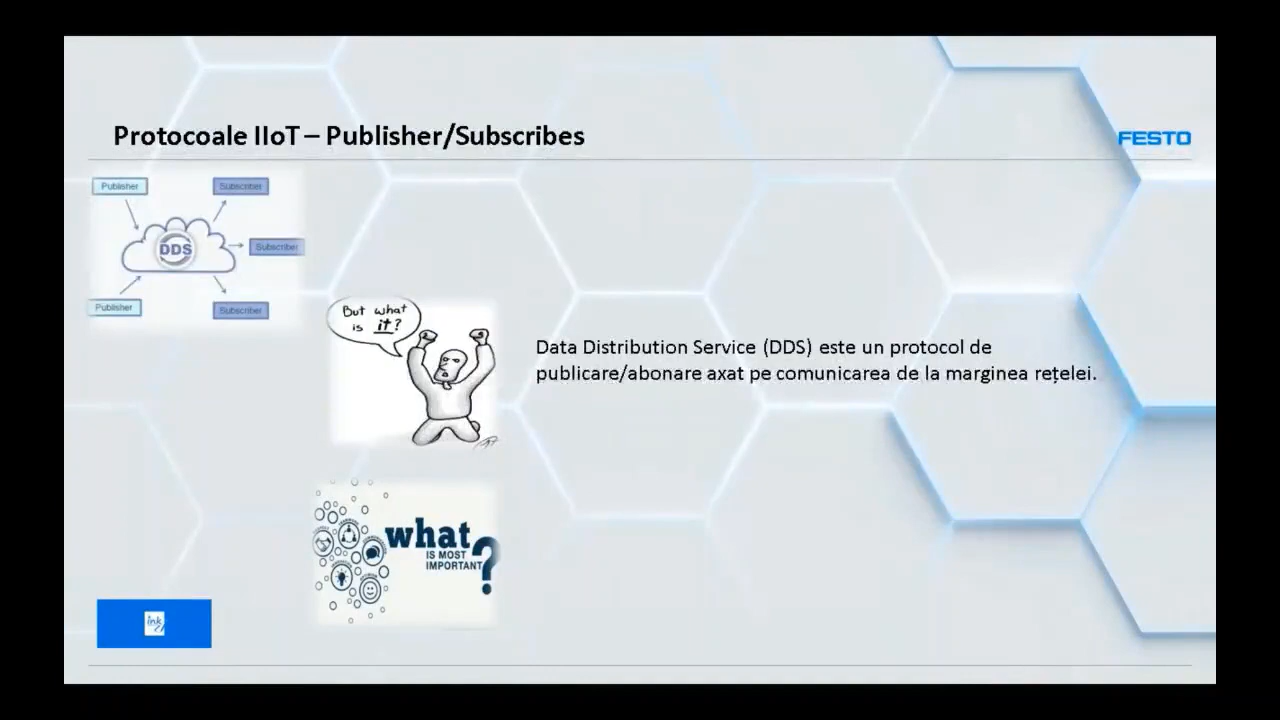 Protocoale IIoT – Publisher/Subscribes
FESTO
Publisher
Subscriber
DDS
Subscriber
Publisher
Subscriber
But what
is it?
Data Distribution Service (DDS) este un protocol de
publicare/abonare axat pe comunicarea de la marginea rețelei.
what
IS MOST
IMPORTANT
?
ink